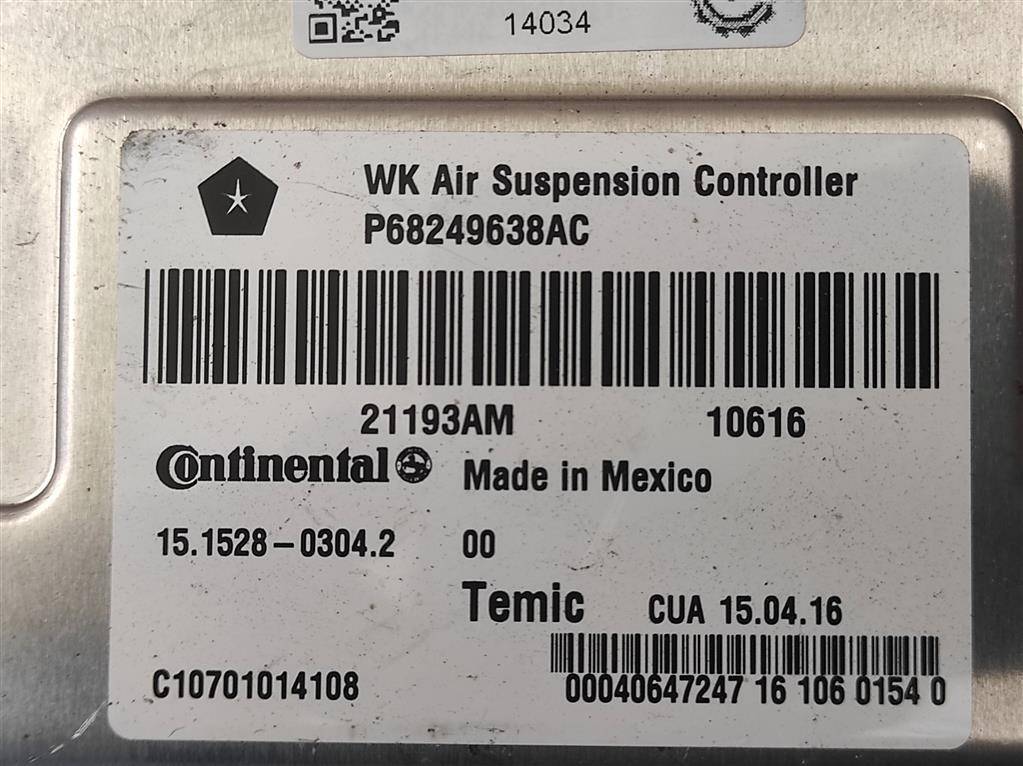 14034
WK Air Suspension Controller
P68249638AC
21193AM 10616
Continental Made in Mexico
15.1528-0304.2 00
Temic CUA 15.04.16
C10701014108 00040647247 16 106 0154 0